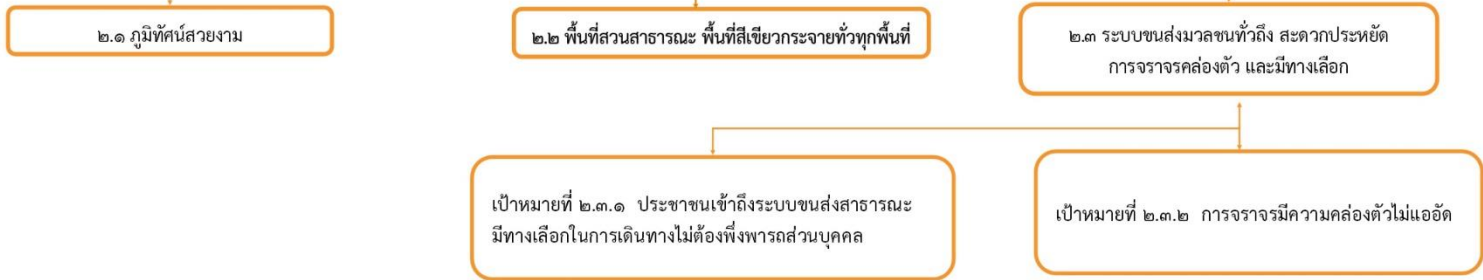 ๒.๑ ภูมิทัศน์สวยงาม
๒.๒ พื้นที่สวนสาธารณะ พื้นที่สีเขียวกระจายทั่วทุกพื้นที่
๒.๓ ระบบขนส่งมวลชนทั่วถึง สะดวกประหยัด
การจราจรคล่องตัว และมีทางเลือก
เป้าหมายที่ ๒.๓.๑ ประชาชนเข้าถึงระบบขนส่งสาธารณะ
มีทางเลือกในการเดินทางไม่ต้องพึ่งพารถส่วนบุคคล
เป้าหมายที่ ๒.๓.๒ การจราจรมีความคล่องตัวไม่แออัด